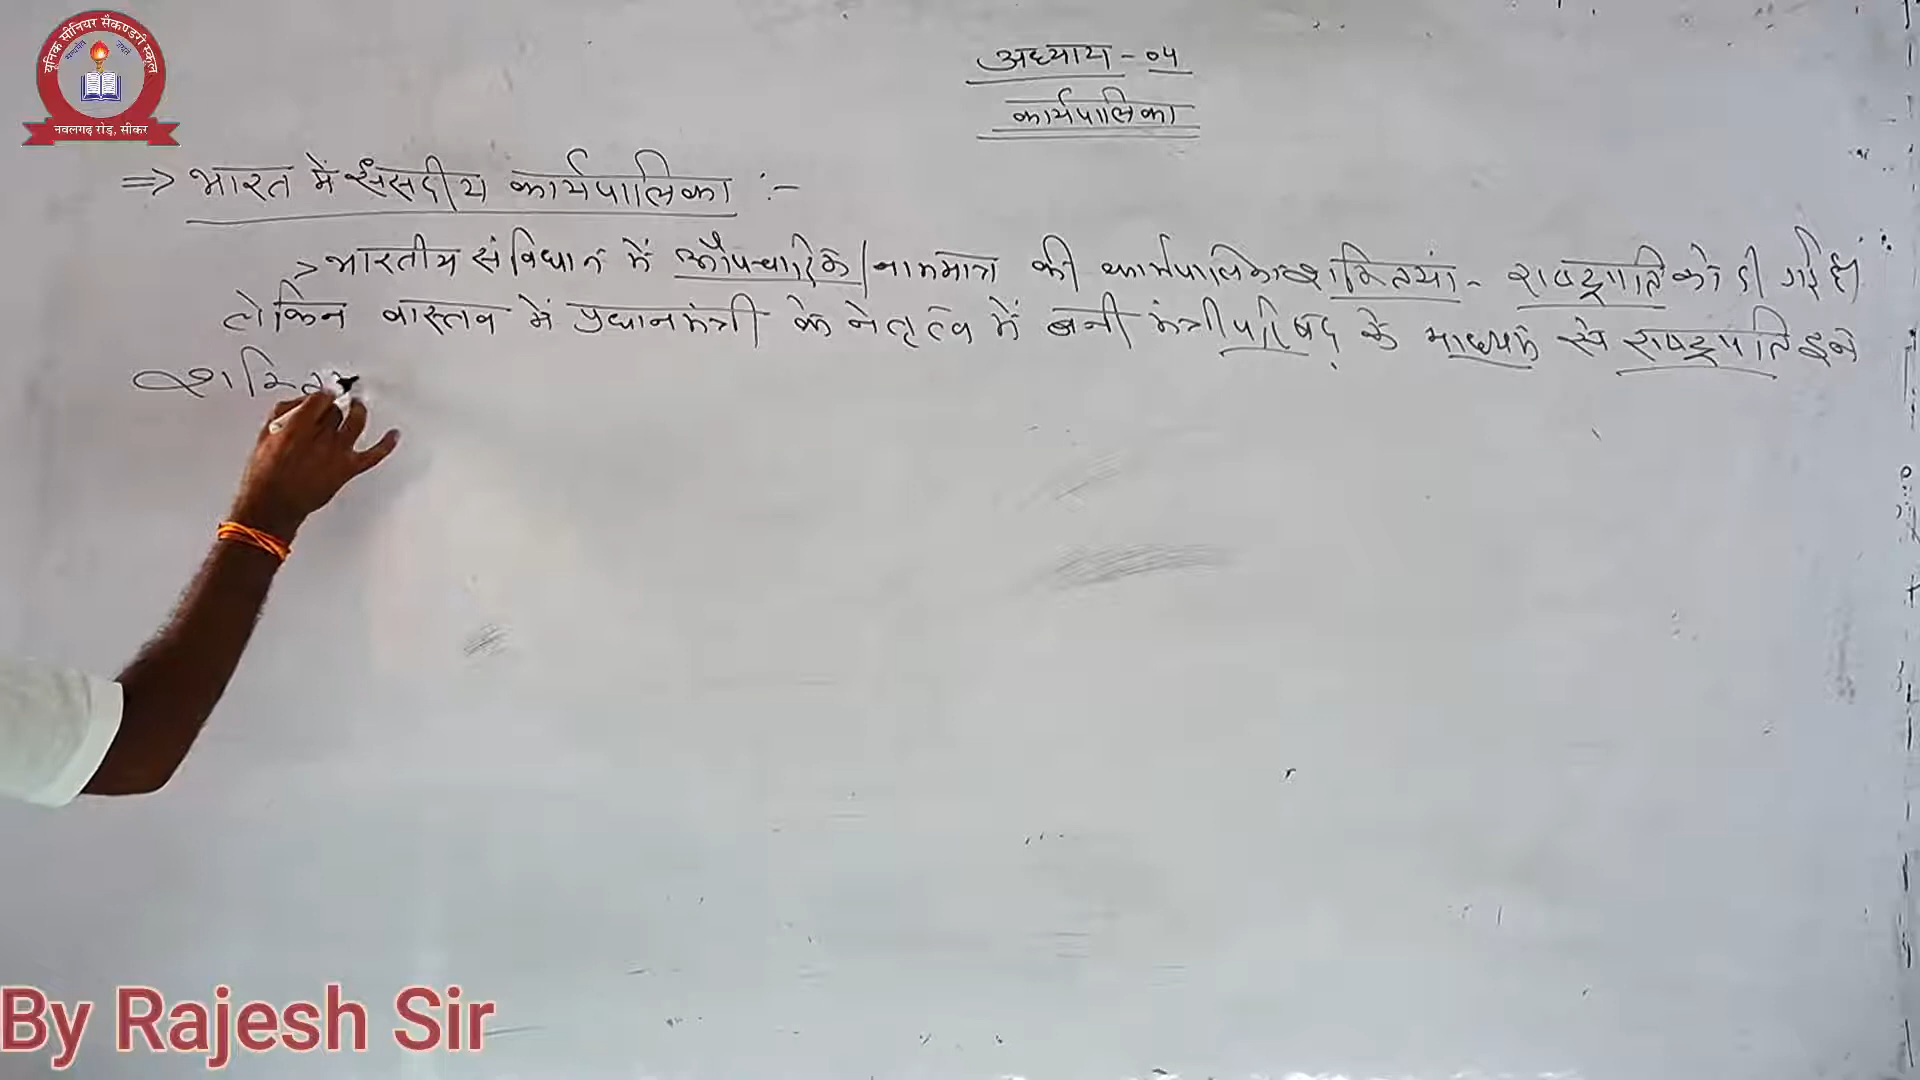 यूनिक सीनियर सैकण्डरी स्कूल
नवलगढ़ रोड़, सीकर
अध्याय - 04
कार्यपालिका
⇒ भारत में संसदीय कार्यपालिका :-
> भारतीय संविधान में औपचारिक/नाममात्र की कार्यपालिका शक्तियां - राष्ट्रपति को दी गई है।
लेकिन वास्तव में प्रधानमंत्री के नेतृत्व में बनी मंत्रीपरिषद् के माध्यम से राष्ट्रपति इन
By Rajesh Sir